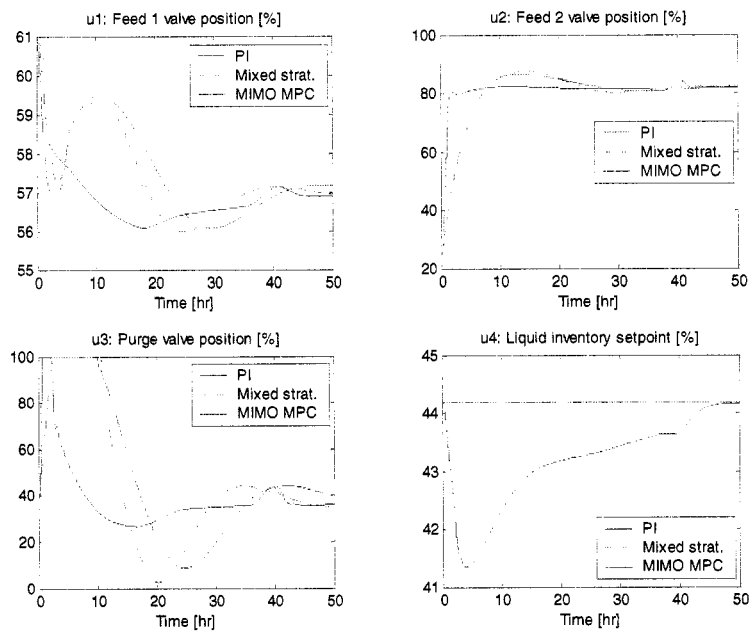 u1: Feed 1 valve position [%]
61
60
59
58
57
56
55
0 10 20 30 40 50
Time [hr]
PI
Mixed strat.
MIMO MPC
u2: Feed 2 valve position [%]
100
80
60
40
20
0 10 20 30 40 50
Time [hr]
PI
Mixed strat.
MIMO MPC
u3: Purge valve position [%]
100
80
60
40
20
0
0 10 20 30 40 50
Time [hr]
PI
Mixed strat.
MIMO MPC
u4: Liquid inventory setpoint [%]
45
44
43
42
41
0 10 20 30 40 50
Time [hr]
PI
Mixed strat.
MIMO MPC